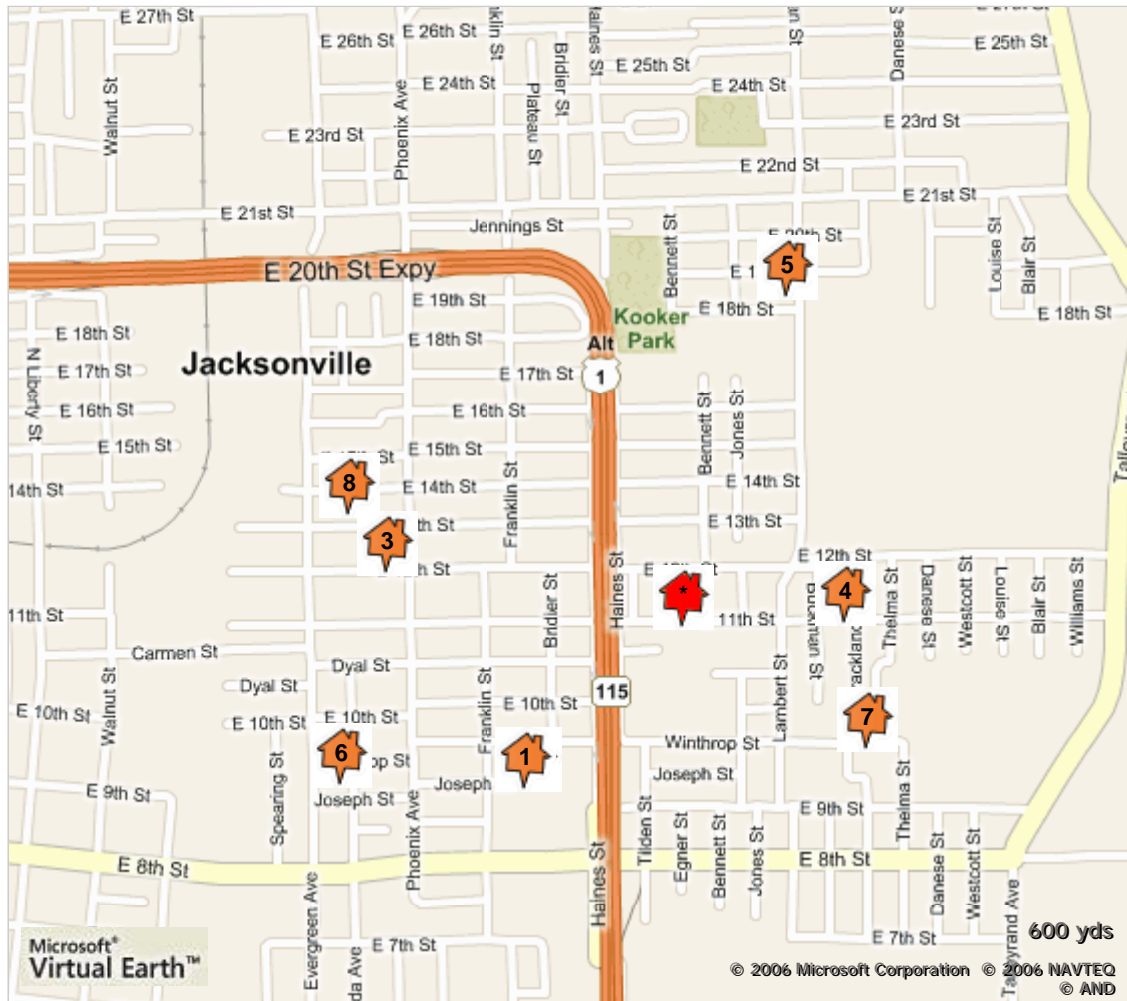 E 27th St
E 26th St
E 26th St
E 25th St
E 25th St
Walnut St
Phoenix Ave
Plateau St
Bridier St
Haines St
E 24th St
E 24th St
E 23rd St
E 23rd St
E 22nd St
E 21st St
E 21st St
Jennings St
Bennett St
Louise St
Blair St
E 20th St Expy
5
E 19th St
E 18th St
E 18th St
Kooker
Park
E 18th St
E 18th St
Alt
1
N Liberty St
Jacksonville
E 17th St
E 17th St
E 16th St
E 16th St
E 15th St
E 15th St
Bennett St
Jones St
14th St
8
E 14th St
E 14th St
Franklin St
E 13th St
3
E 12th St
Haines St
*
4
11th St
11th St
Bridier St
Thelma St
Danese St
Westcott St
Louise St
Blair St
Williams St
Carmen St
Dyal St
Dyal St
Lambert St
Walnut St
115
E 10th St
E 10th St
E 10th St
E 10th St
Franklin St
7
6
1
Winthrop St
Joseph St
Joseph
Joseph St
E 9th St
E 9th St
Spearing St
Phoenix Ave
Thelma St
E 8th St
E 8th St
Haines St
Tilden St
Egner St
Bennett St
Jones St
Danese St
Westcott St
Evergreen Ave
Talleyrand Ave
E 7th St
E 7th St
600 yds
Microsoft®
Virtual Earth™
© 2006 Microsoft Corporation © 2006 NAVTEQ
© AND